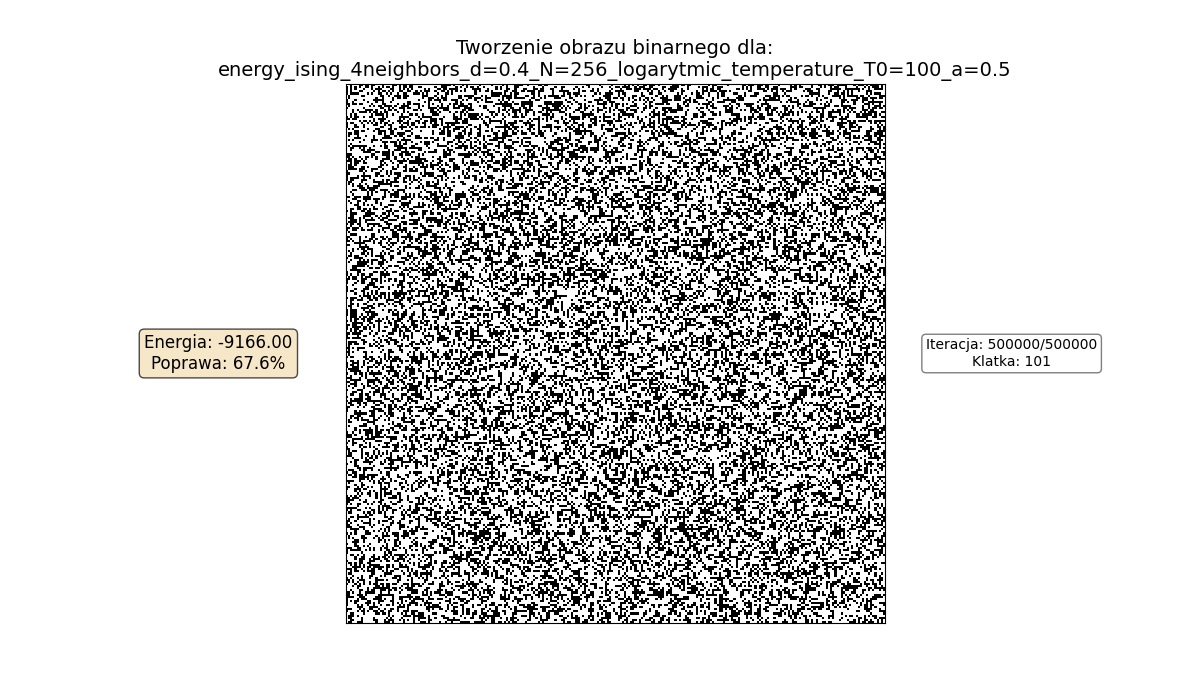 Tworzenie obrazu binarnego dla:
energy_ising_4neighbors_d=0.4_N=256_logarytmic_temperature_T0=100_a=0.5
Energia: -9166.00
Poprawa: 67.6%
Iteracja: 500000/500000
Klatka: 101